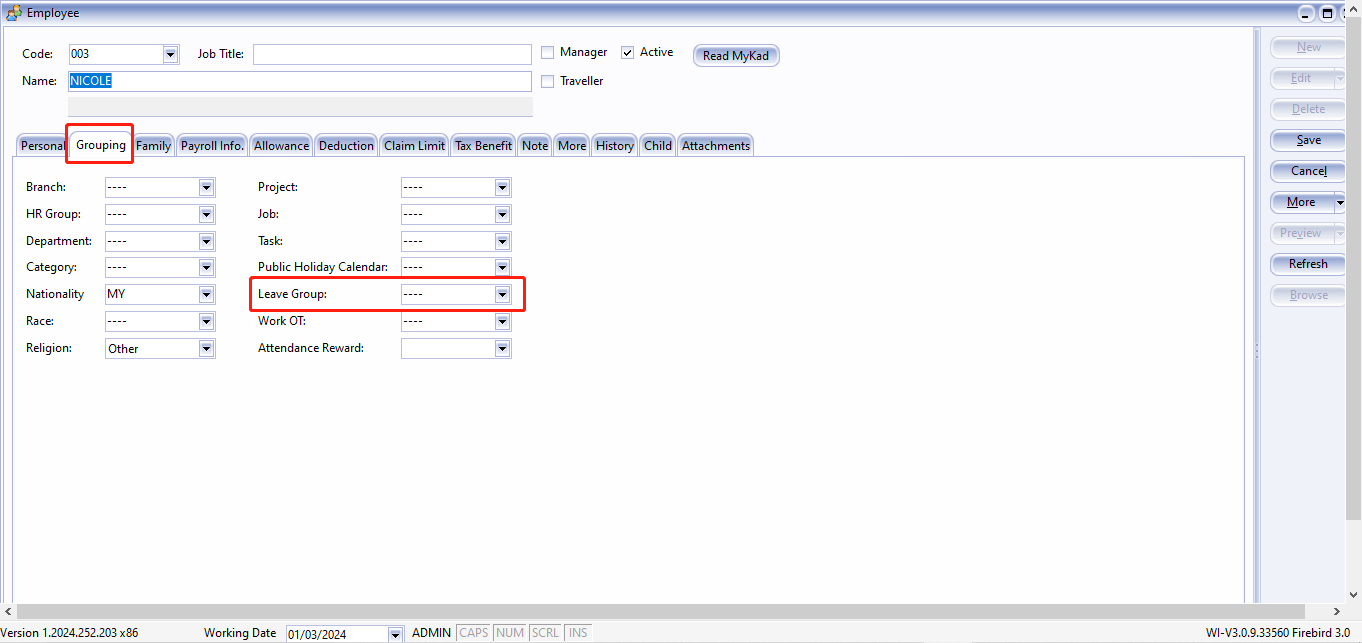 Employee
Code: 003 Job Title: Manager Active Read MyKad
Name: NICOLE Traveller
Personal Grouping Family Payroll Info. Allowance Deduction Claim Limit Tax Benefit Note More History Child Attachments
Branch: ---- Project: ----
HR Group: ---- Job: ----
Department: ---- Task: ----
Category: ---- Public Holiday Calendar: ----
Nationality MY Leave Group: ----
Race: ---- Work OT: ----
Religion: Other Attendance Reward:
New
Edit
Delete
Save
Cancel
More
Preview
Refresh
Browse
Version 1.2024.252.203 x86 Working Date 01/03/2024 ADMIN CAPS NUM SCRL INS WI-V3.0.9.33560 Firebird 3.0